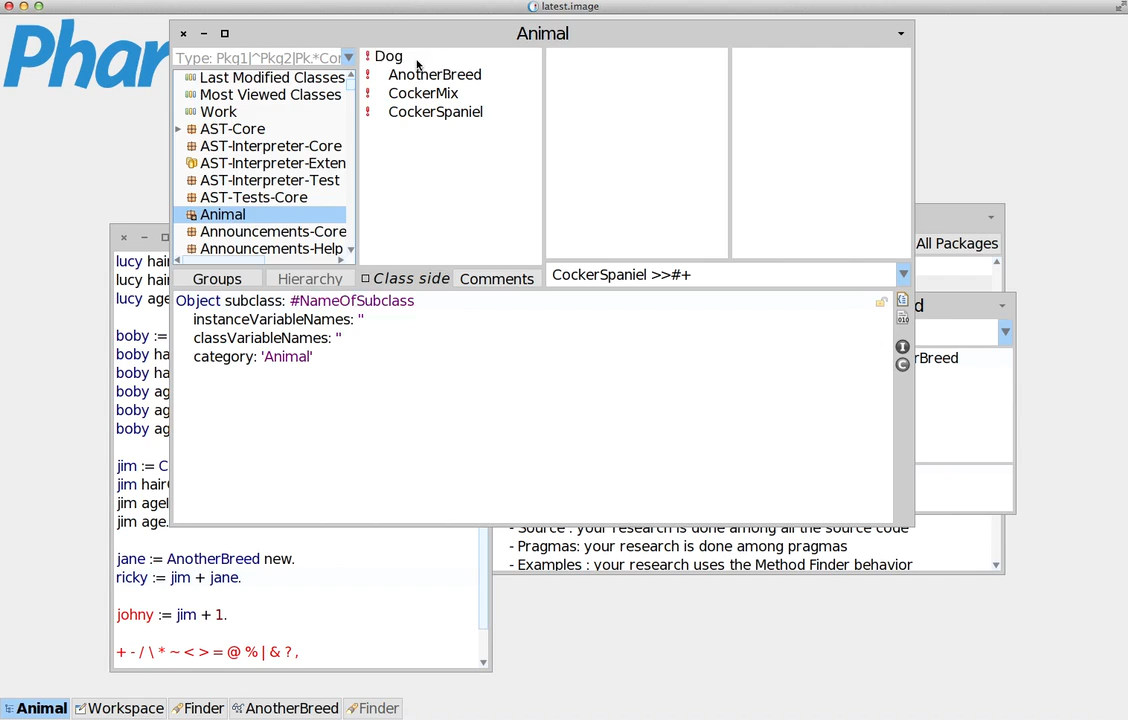 latest.image
Phar
Animal
Type: Pkg1|^Pkg2|Pk.*Cor
Last Modified Classes
Most Viewed Classes
Work
AST-Core
AST-Interpreter-Core
AST-Interpreter-Exten
AST-Interpreter-Test
AST-Tests-Core
Animal
Announcements-Core
Announcements-Help
Dog
AnotherBreed
CockerMix
CockerSpaniel
Groups
Hierarchy
Class side
Comments
CockerSpaniel >>#+
Object subclass: #NameOfSubclass
instanceVariableNames: ''
classVariableNames: ''
category: 'Animal'
All Packages
lucy hair
lucy hair
lucy age
boby :=
boby ha
boby ha
boby ag
boby ag
boby ag
jim := C
jim hair
jim age
jim age.
jane := AnotherBreed new.
ricky := jim + jane.
johny := jim + 1.
+ - / \ * ~ < > = @ % | & ? ,
d
rBreed
- Source : your research is done among all the source code
- Pragmas: your research is done among pragmas
- Examples : your research uses the Method Finder behavior
Animal
Workspace
Finder
AnotherBreed
Finder